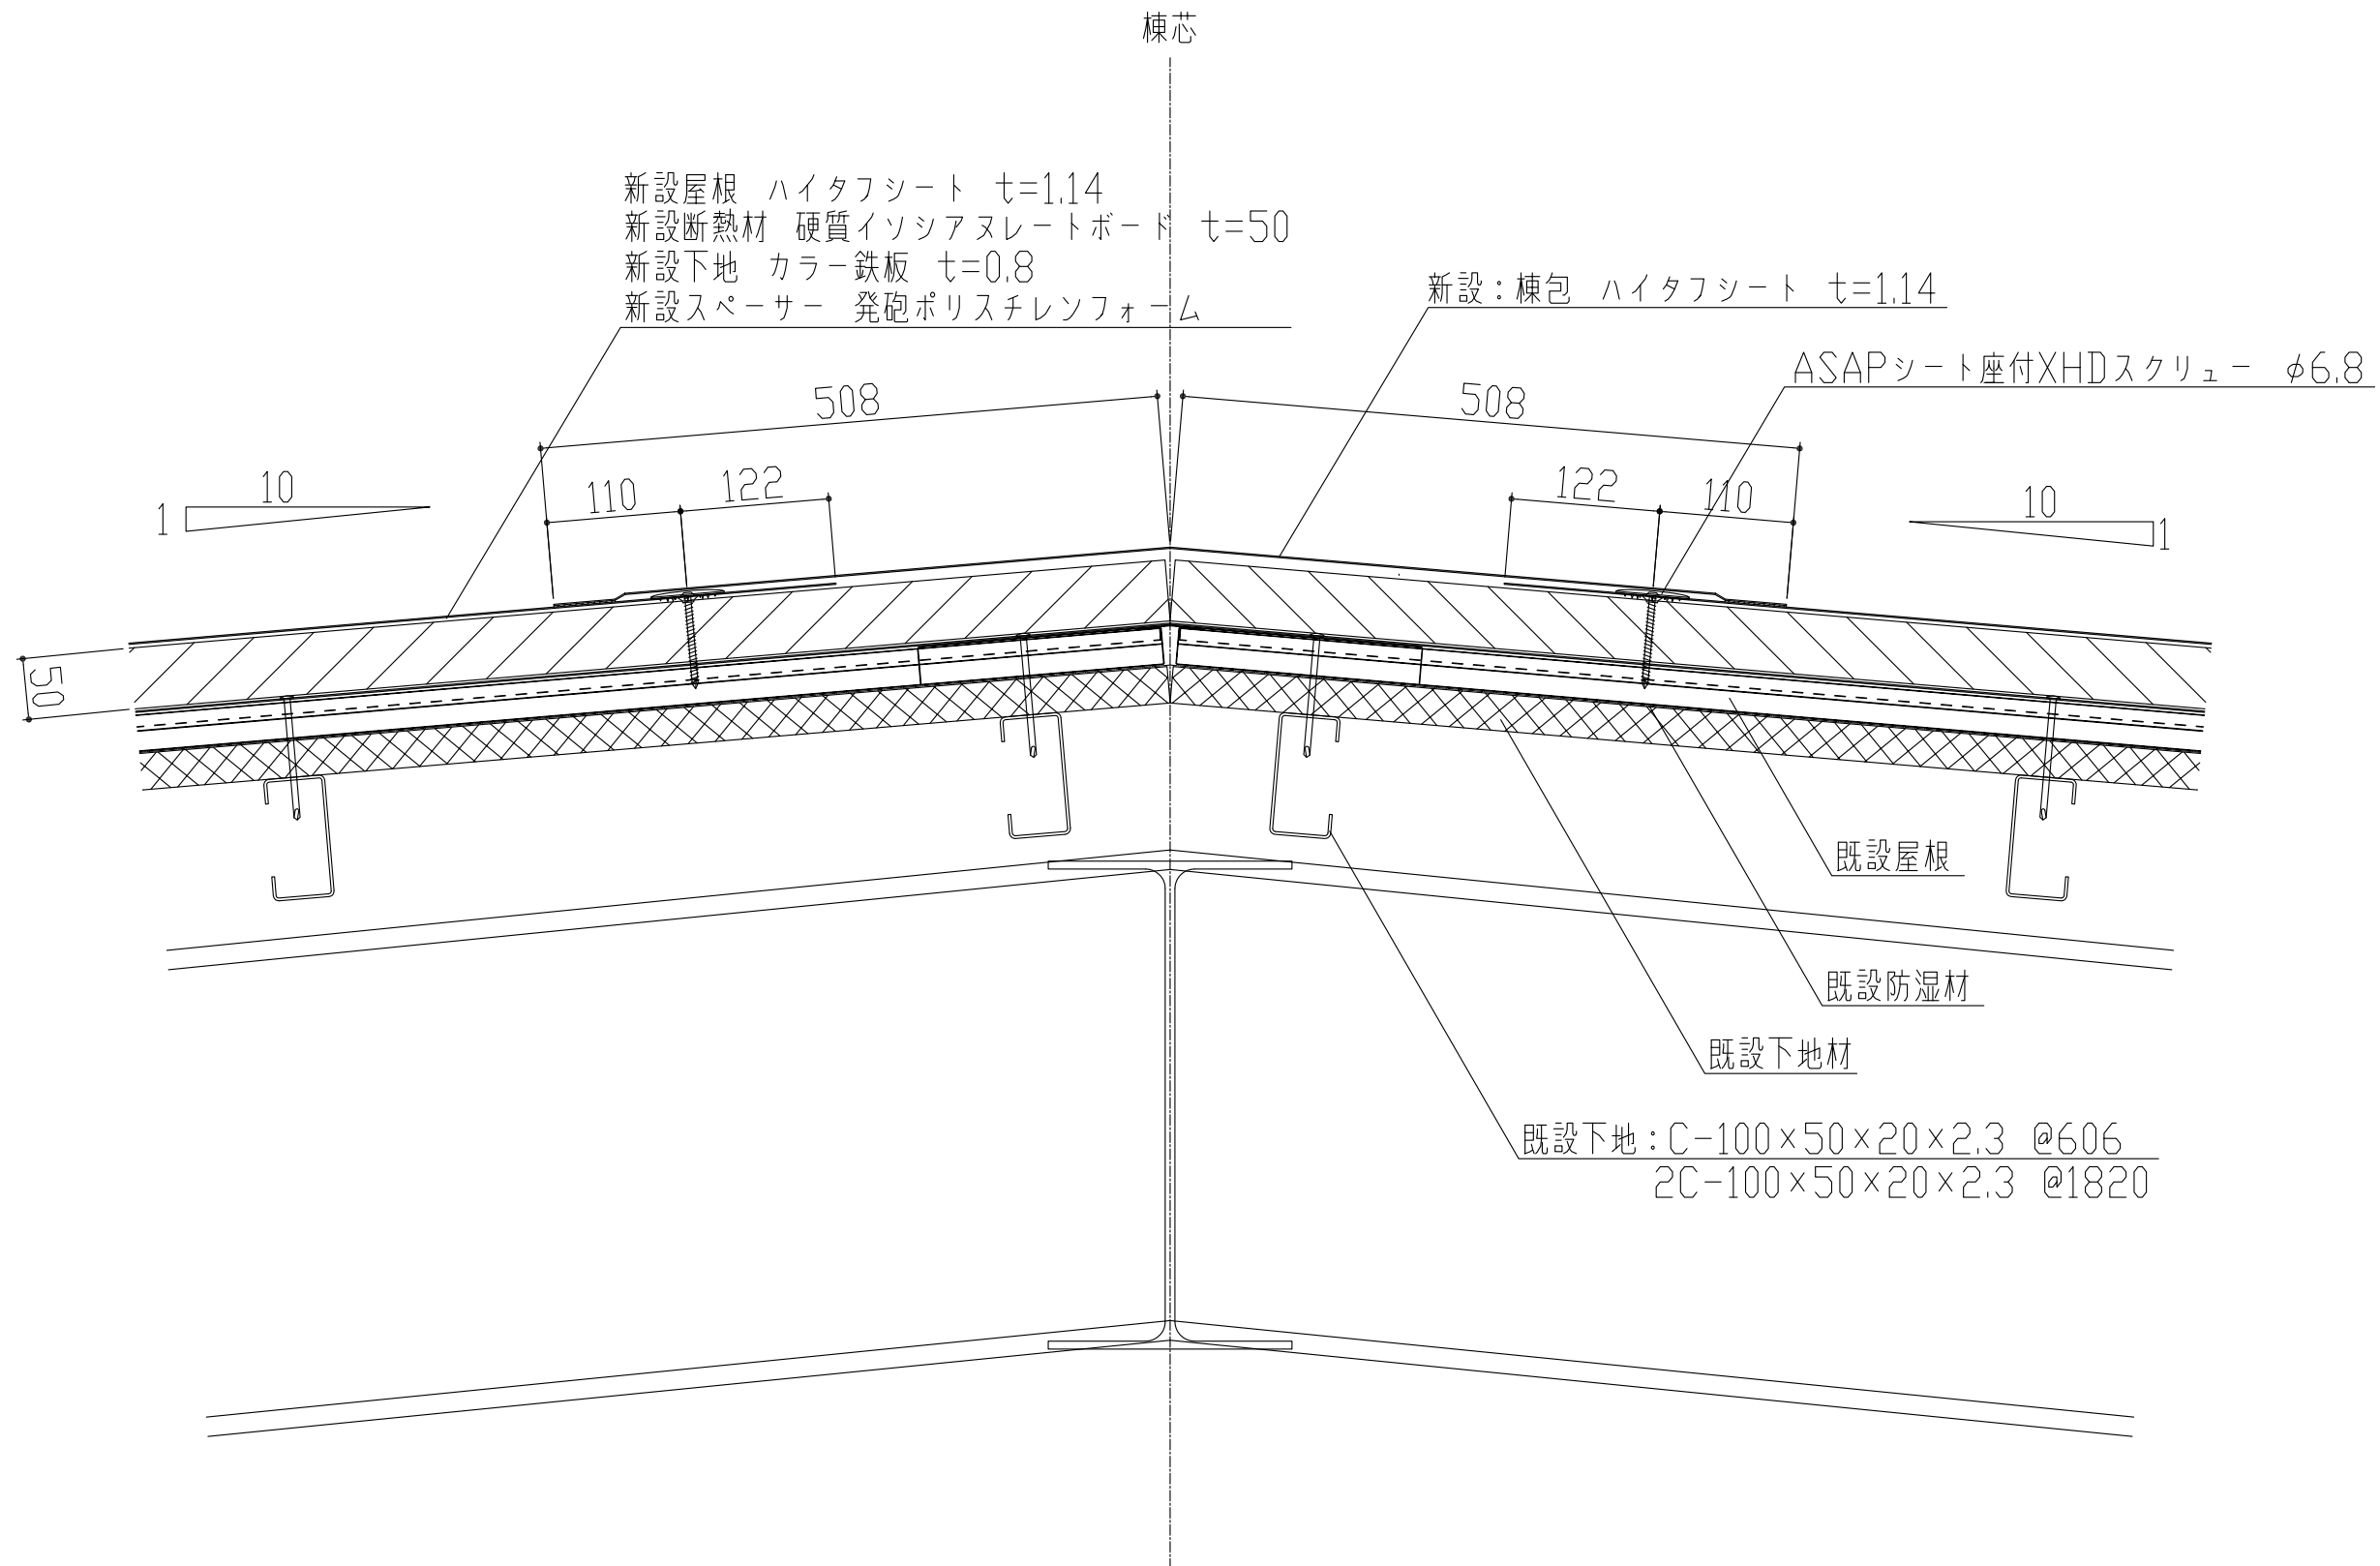 棟芯
新設屋根 ハイタフシート t=1.14
新設断熱材 硬質イソシアヌレートボード t=50
新設下地 カラー鉄板 t=0.8
新設スペーサー 発砲ポリスチレンフォーム
新設：棟包 ハイタフシート t=1.14
ASAPシート座付XHDスクリュー φ6.8
508
508
110
122
122
110
10
1
10
1
50
既設屋根
既設防湿材
既設下地材
既設下地：C-100×50×20×2.3 @606
2C-100×50×20×2.3 @1820